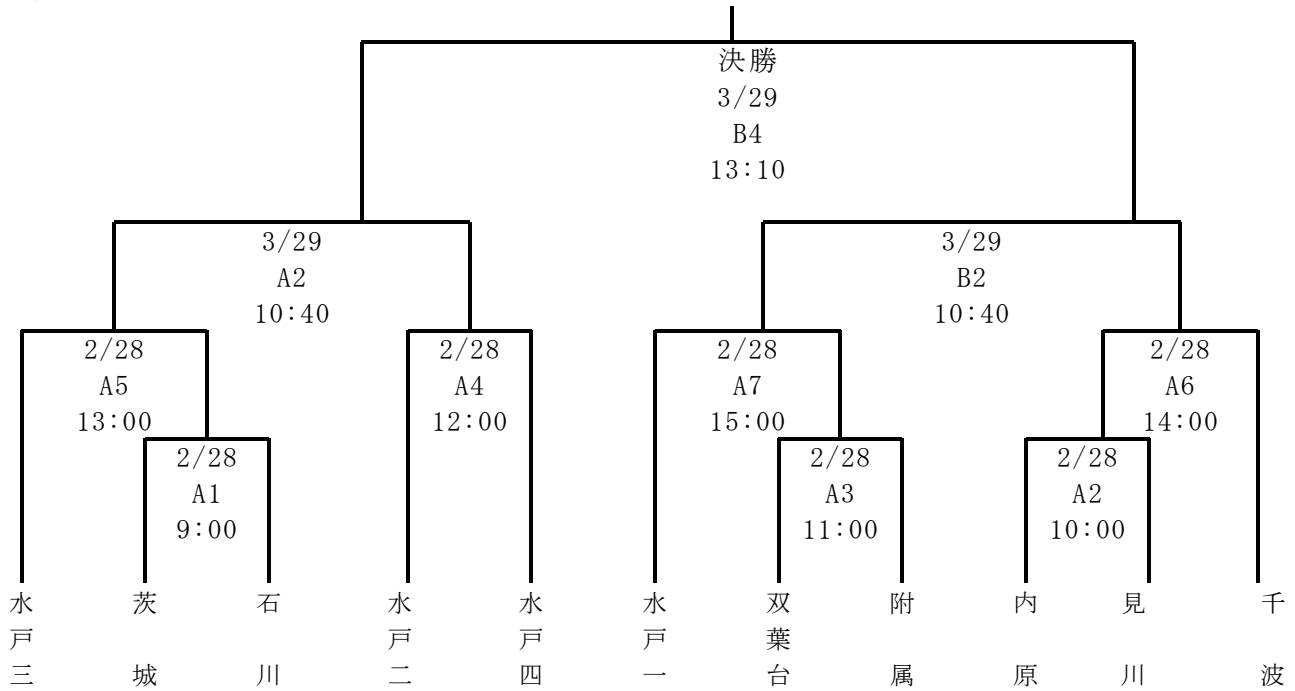 決勝
3/29
B4
13:10
3/29
A2
10:40
3/29
B2
10:40
2/28
A5
13:00
2/28
A4
12:00
2/28
A7
15:00
2/28
A6
14:00
2/28
A1
9:00
2/28
A3
11:00
2/28
A2
10:00
水戸三
茨城
石川
水戸二
水戸四
水戸一
双葉台
附属
内原
見川
千波